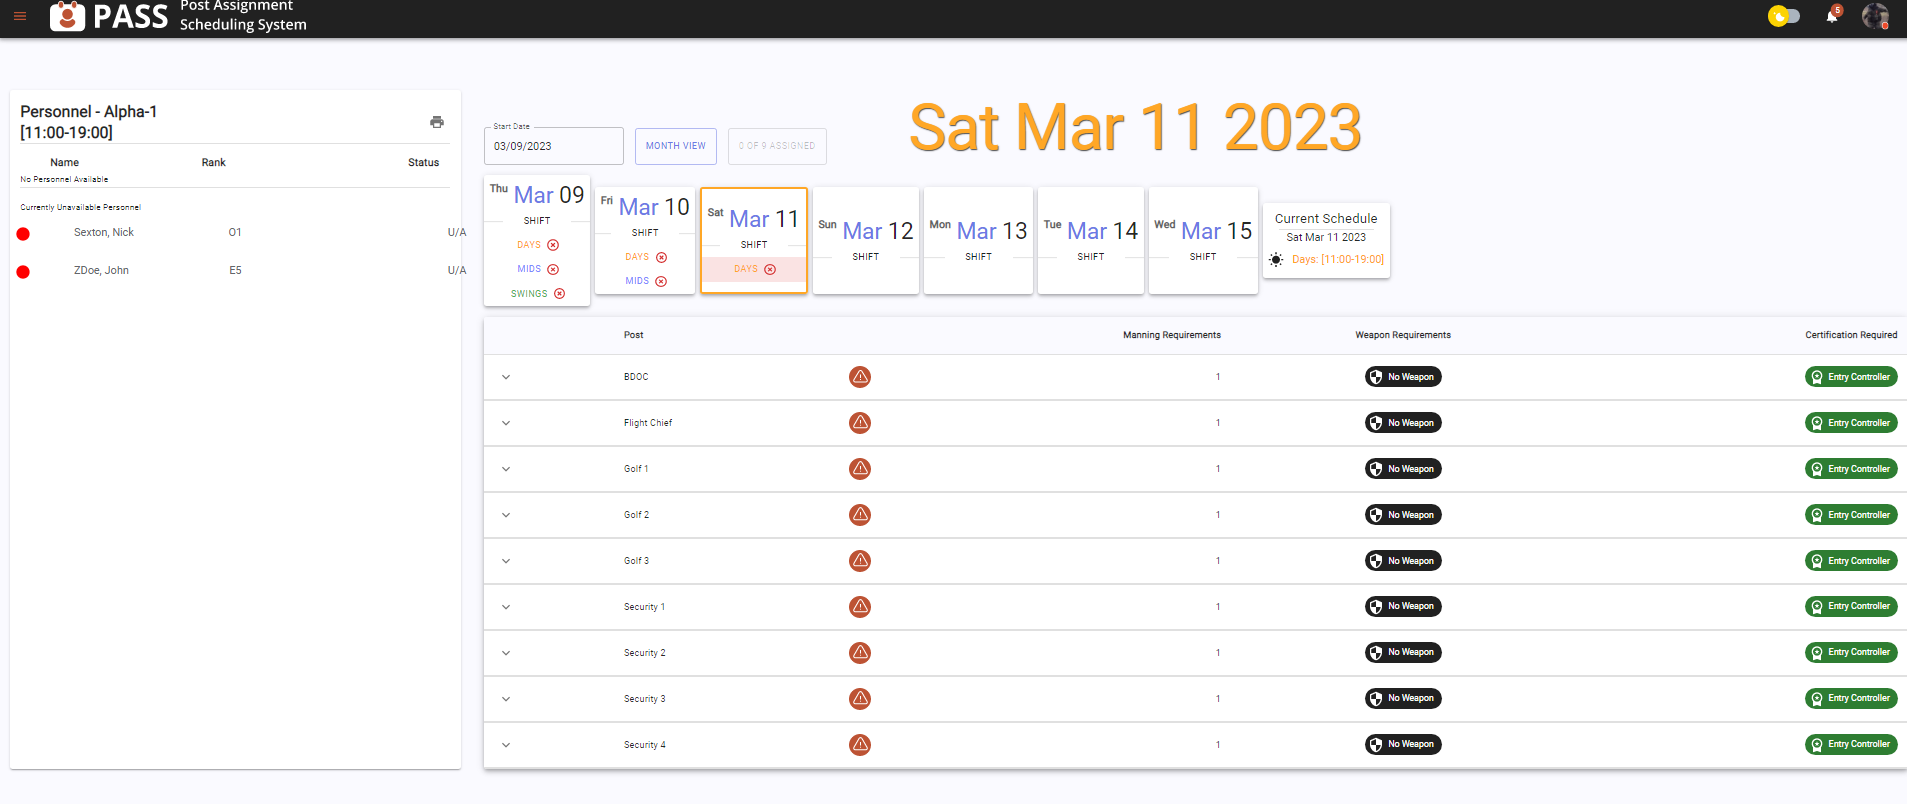 PASS
Post Assignment
Scheduling System
5
Personnel - Alpha-1
[11:00-19:00]
Name Rank Status
No Personnel Available
Currently Unavailable Personnel
Sexton, Nick O1 U/A
ZDoe, John E5 U/A
Start Date
03/09/2023
MONTH VIEW
0 OF 9 ASSIGNED
Sat Mar 11 2023
Thu Mar 09
SHIFT
DAYS
MIDS
SWINGS
Fri Mar 10
SHIFT
DAYS
MIDS
Sat Mar 11
SHIFT
DAYS
Sun Mar 12
SHIFT
Mon Mar 13
SHIFT
Tue Mar 14
SHIFT
Wed Mar 15
SHIFT
Current Schedule
Sat Mar 11 2023
Days: [11:00-19:00]
Post Manning Requirements Weapon Requirements Certification Required
BDOC 1 No Weapon Entry Controller
Flight Chief 1 No Weapon Entry Controller
Golf 1 1 No Weapon Entry Controller
Golf 2 1 No Weapon Entry Controller
Golf 3 1 No Weapon Entry Controller
Security 1 1 No Weapon Entry Controller
Security 2 1 No Weapon Entry Controller
Security 3 1 No Weapon Entry Controller
Security 4 1 No Weapon Entry Controller